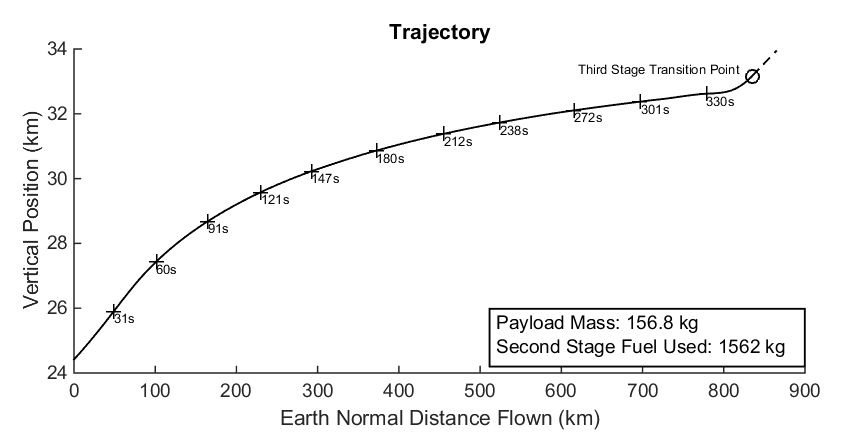 Trajectory
Vertical Position (km)
34
32
30
28
26
24
Third Stage Transition Point
31s
60s
91s
121s
147s
180s
212s
238s
272s
301s
330s
Payload Mass: 156.8 kg
Second Stage Fuel Used: 1562 kg
0 100 200 300 400 500 600 700 800 900
Earth Normal Distance Flown (km)